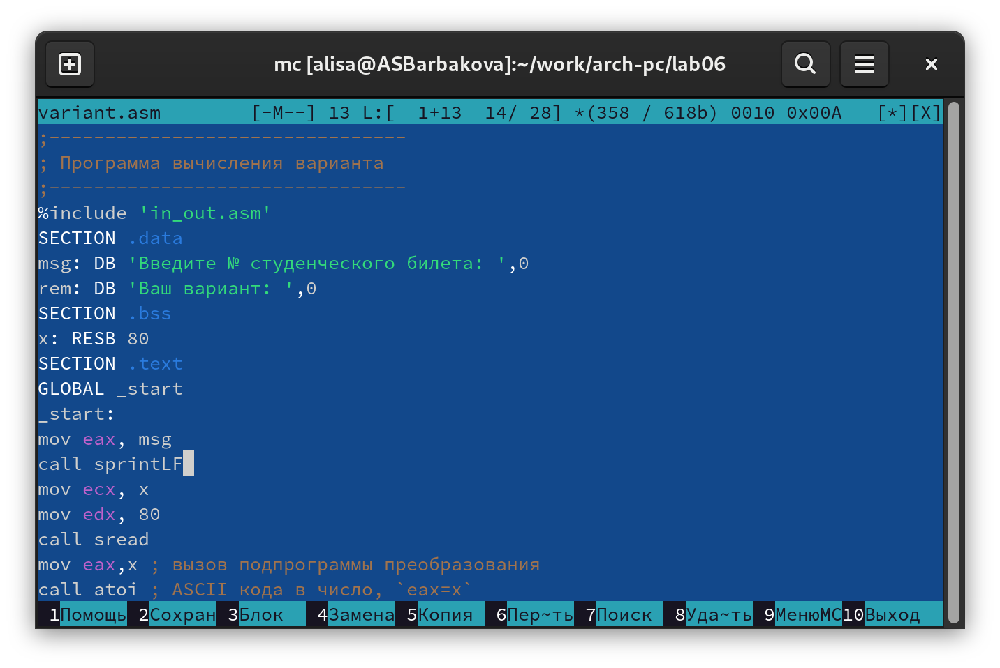 mc [alisa@ASBarbakova]:~/work/arch-pc/lab06
variant.asm [-M--] 13 L:[ 1+13 14/ 28] *(358 / 618b) 0010 0x00A [*][X]
;--------------------------------
; Программа вычисления варианта
;--------------------------------
%include 'in_out.asm'
SECTION .data
msg: DB 'Введите № студенческого билета: ',0
rem: DB 'Ваш вариант: ',0
SECTION .bss
x: RESB 80
SECTION .text
GLOBAL _start
_start:
mov eax, msg
call sprintLF
mov ecx, x
mov edx, 80
call sread
mov eax,x ; вызов подпрограммы преобразования
call atoi ; ASCII кода в число, `eax=x`
1Помощь 2Сохран 3Блок 4Замена 5Копия 6Пер~ть 7Поиск 8Уда~ть 9МенюMC 10Выход